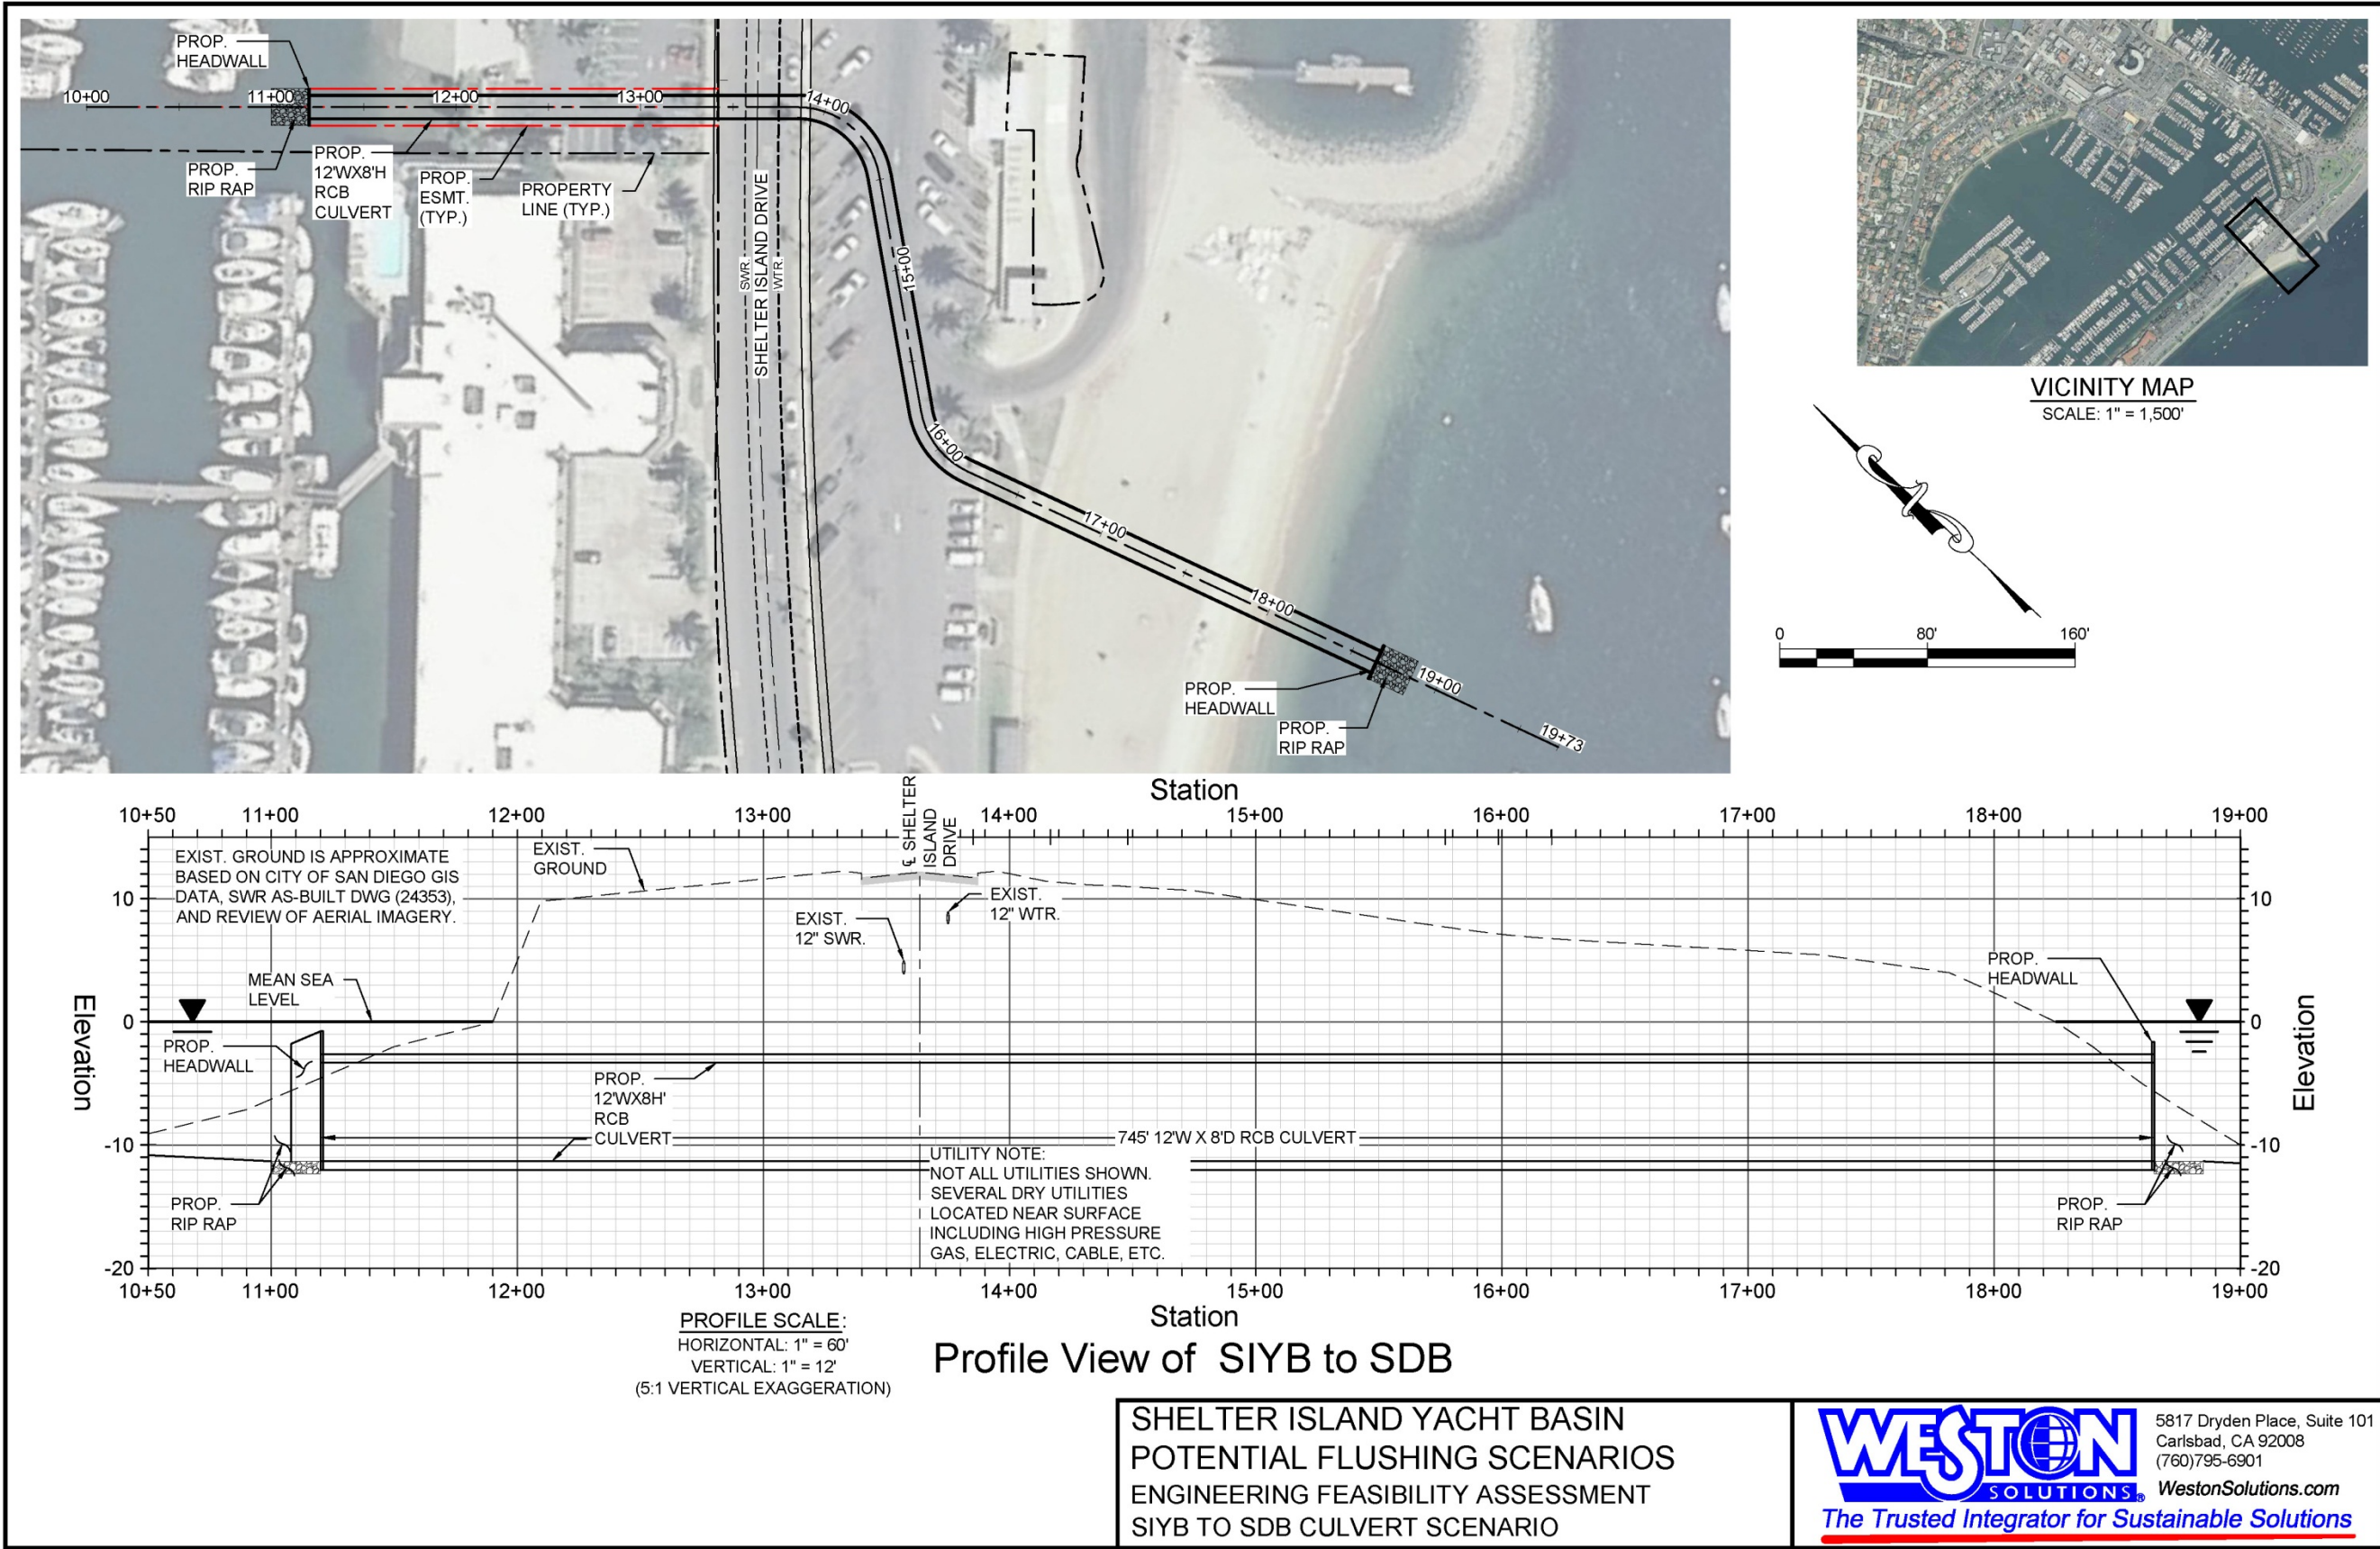 PROP.
HEADWALL
10+00
11+00
12+00
13+00
14+00
PROP.
RIP RAP
PROP.
12'WX8'H
RCB
CULVERT
PROP.
ESMT.
(TYP.)
PROPERTY
LINE (TYP.)
SWR.
SHELTER ISLAND DRIVE
WTR.
15+00
16+00
17+00
18+00
19+00
19+73
PROP.
HEADWALL
PROP.
RIP RAP
VICINITY MAP
SCALE: 1" = 1,500'
0 80' 160'
Station
10+50 11+00 12+00 13+00 14+00 15+00 16+00 17+00 18+00 19+00
℄ SHELTER
ISLAND
DRIVE
EXIST. GROUND IS APPROXIMATE
BASED ON CITY OF SAN DIEGO GIS
DATA, SWR AS-BUILT DWG (24353),
AND REVIEW OF AERIAL IMAGERY.
EXIST.
GROUND
EXIST.
12" SWR.
EXIST.
12" WTR.
MEAN SEA
LEVEL
PROP.
HEADWALL
PROP.
HEADWALL
PROP.
12'WX8H'
RCB
CULVERT
745' 12'W X 8'D RCB CULVERT
UTILITY NOTE:
NOT ALL UTILITIES SHOWN.
SEVERAL DRY UTILITIES
LOCATED NEAR SURFACE
INCLUDING HIGH PRESSURE
GAS, ELECTRIC, CABLE, ETC.
PROP.
RIP RAP
PROP.
RIP RAP
Elevation
10
0
-10
-20
Elevation
10
0
-10
-20
10+50 11+00 12+00 13+00 14+00 15+00 16+00 17+00 18+00 19+00
Station
PROFILE SCALE:
HORIZONTAL: 1" = 60'
VERTICAL: 1" = 12'
(5:1 VERTICAL EXAGGERATION)
Profile View of SIYB to SDB
SHELTER ISLAND YACHT BASIN
POTENTIAL FLUSHING SCENARIOS
ENGINEERING FEASIBILITY ASSESSMENT
SIYB TO SDB CULVERT SCENARIO
WESTON
SOLUTIONS®
5817 Dryden Place, Suite 101
Carlsbad, CA 92008
(760)795-6901
WestonSolutions.com
The Trusted Integrator for Sustainable Solutions